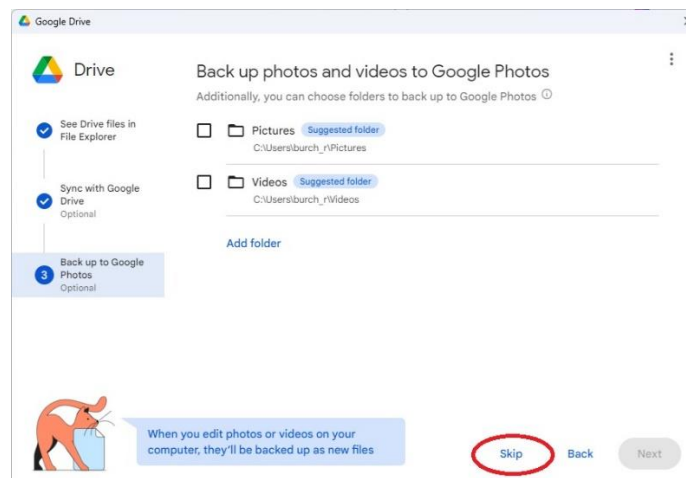 Google Drive
Drive
Back up photos and videos to Google Photos
Additionally, you can choose folders to back up to Google Photos
See Drive files in
File Explorer
Sync with Google
Drive
Optional
3
Back up to Google
Photos
Optional
Pictures Suggested folder
C:\Users\burch_r\Pictures
Videos Suggested folder
C:\Users\burch_r\Videos
Add folder
When you edit photos or videos on your
computer, they'll be backed up as new files
Skip Back Next